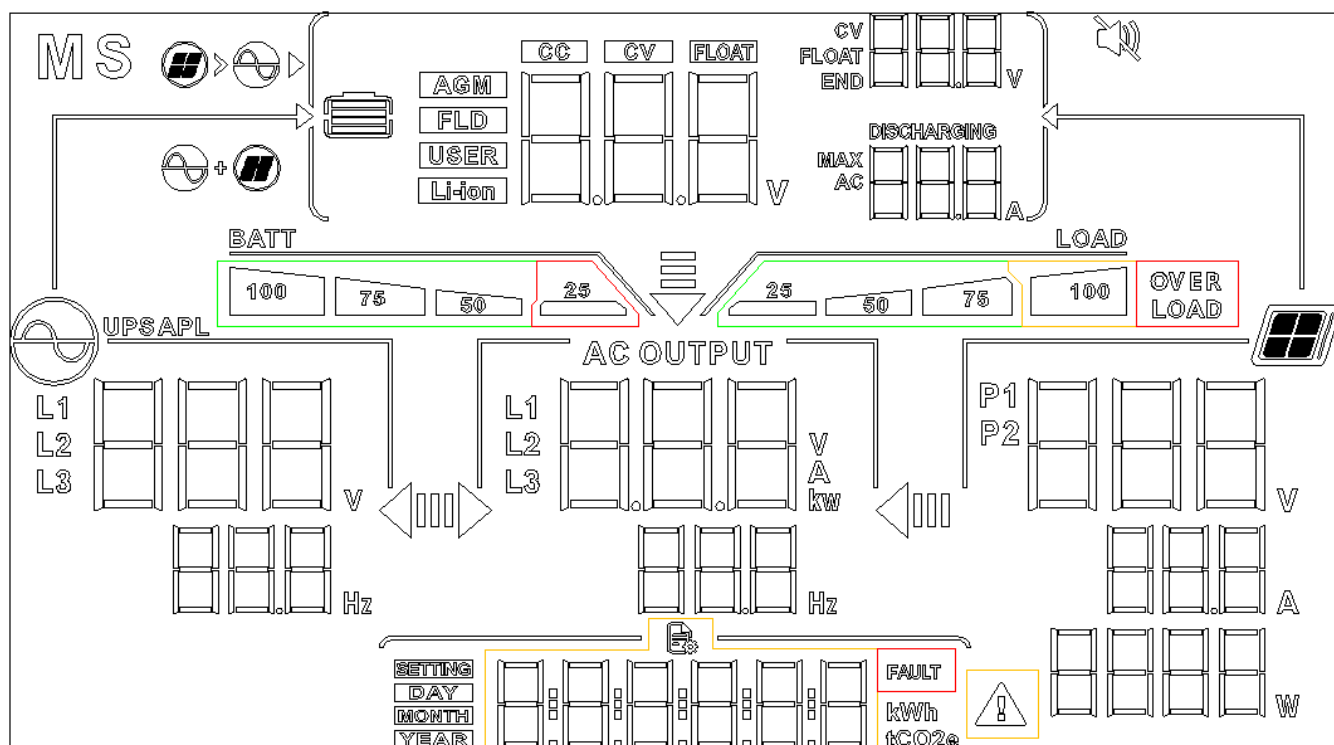 MS
CC CV FLOAT
CV
FLOAT
END
V
AGM
FLD
USER
Li-ion
V
DISCHARGING
MAX
AC
A
+
BATT
LOAD
100 75 50 25
25 50 75 100
OVER
LOAD
UPS APL
AC OUTPUT
L1
L2
L3
V
Hz
L1
L2
L3
V
A
kw
Hz
P1
P2
V
A
W
SETTING
DAY
MONTH
YEAR
FAULT
kWh
tCO2e